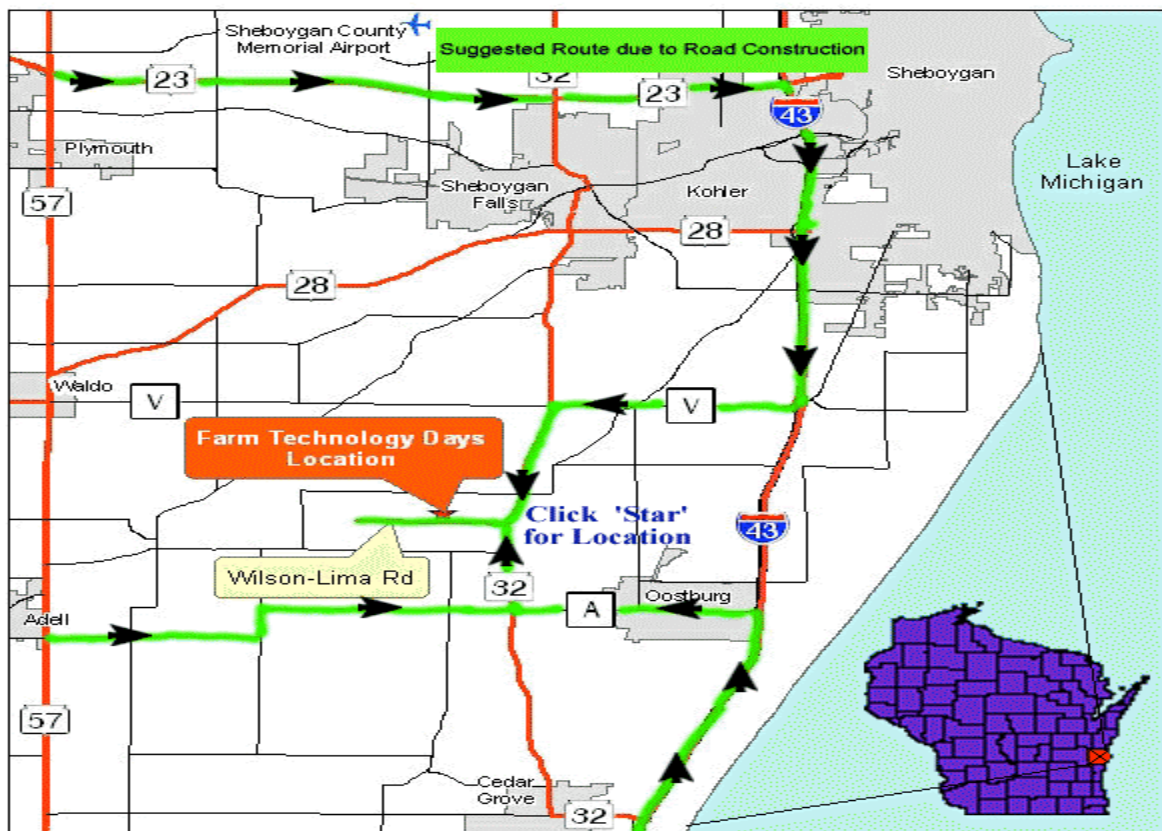 Sheboygan County
Memorial Airport
Suggested Route due to Road Construction
32
Sheboygan
23
23
43
Plymouth
Lake
Michigan
Sheboygan
Falls
Kohler
57
28
28
Waldo
V
V
Farm Technology Days
Location
Click 'Star'
for Location
43
Wilson-Lima Rd
32
Oostburg
A
Adell
57
Cedar
Grove
32